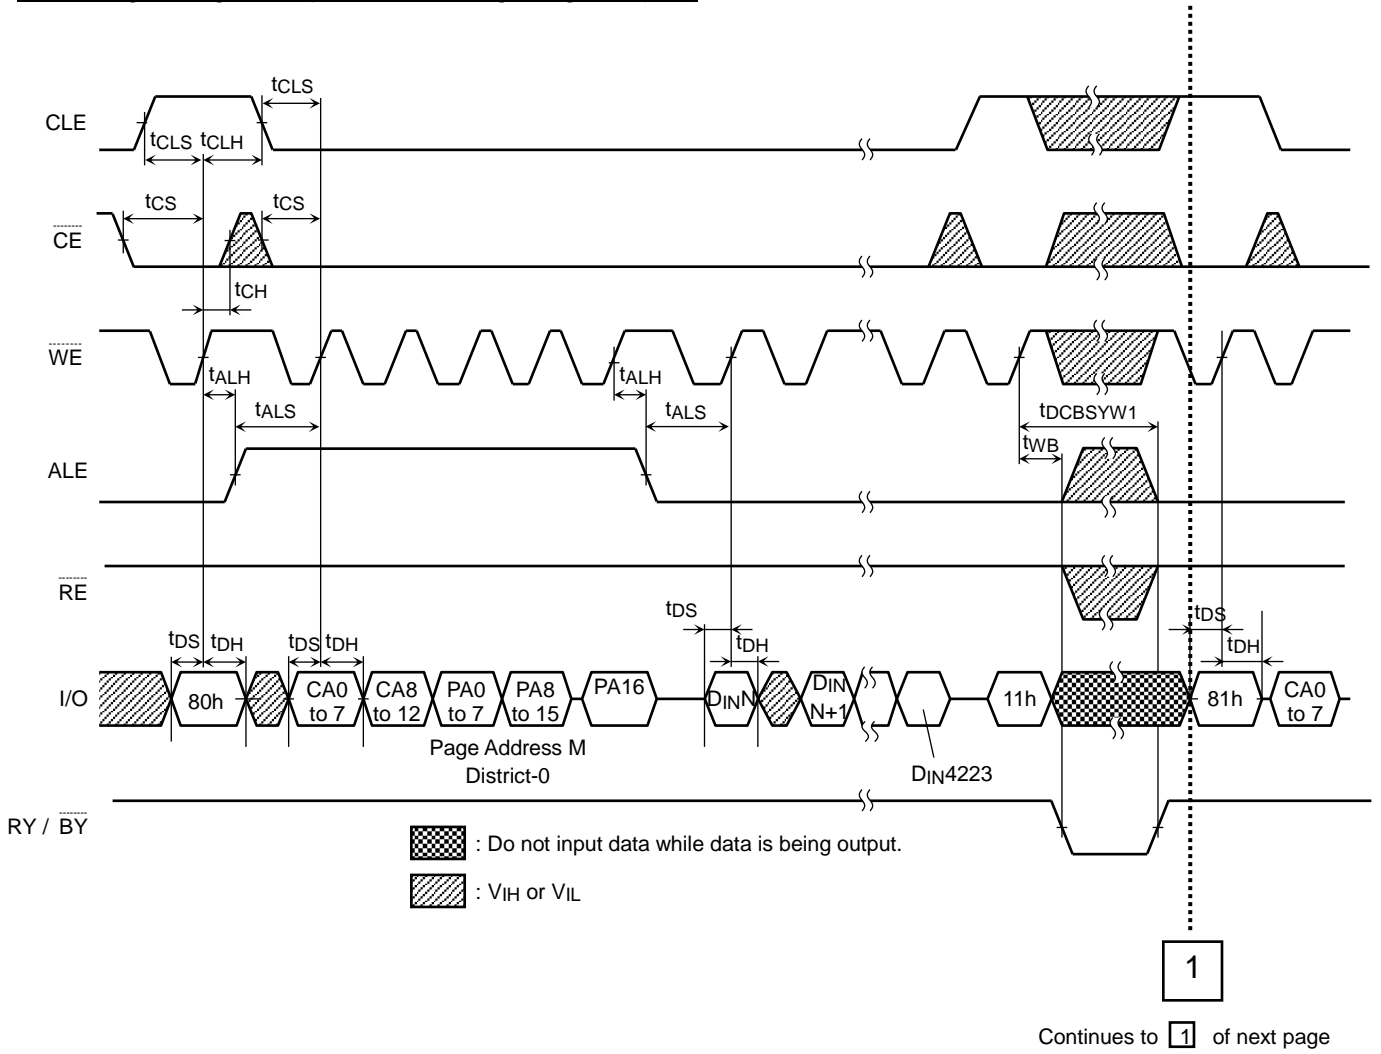 tCLS
CLE
tCLS tCLH
tCS tCS
CE
tCH
WE
tALH tALH
tALS tALS tDCBSYW1
tWB
ALE
RE
tDS tDS
tDS tDH tDS tDH tDH tDH
I/O 80h CA0 to 7 CA8 to 12 PA0 to 7 PA8 to 15 PA16 DINN DIN N+1 11h 81h CA0 to 7
Page Address M
District-0
DIN4223
RY / BY
: Do not input data while data is being output.
: VIH or VIL
1
Continues to 1 of next page